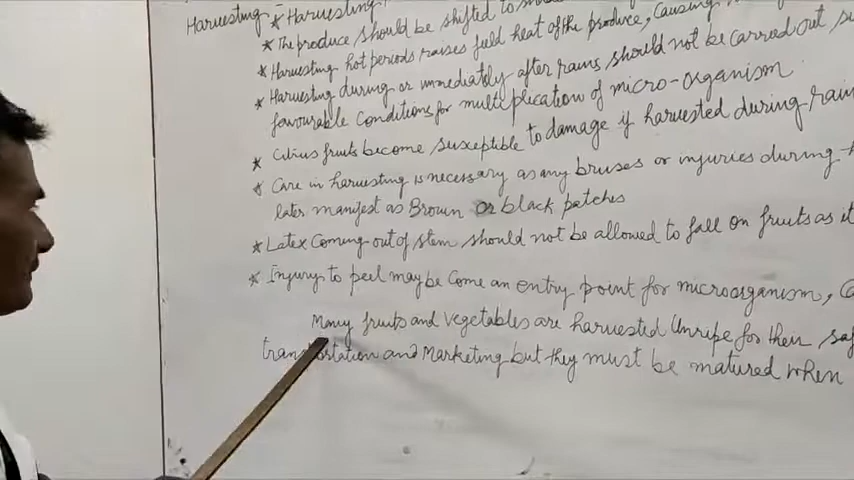 Harvesting - * Harvesting
* The produce should be shifted to
* Harvesting hot periods raises field heat of the produce, Causing
* Harvesting during or immediately after rains should not be carried out
favourable Conditions for multiplication of micro-organism
* Citrus fruits become susceptible to damage if harvested during rain
* Care in harvesting is necessary as any bruses or injuries during
later manifest as Brown or black patches
* Latex Coming out of stem should not be allowed to fall on fruits as it
* Injury to peel may be Come an entry point for microorganism,
Many fruits and vegetables are harvested Unripe for their
transportation and Marketing but they must be matured when